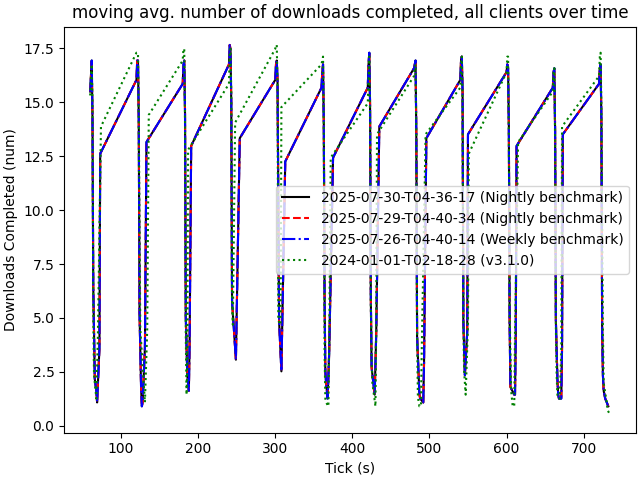 moving avg. number of downloads completed, all clients over time
Downloads Completed (num)
17.5
15.0
12.5
10.0
7.5
5.0
2.5
0.0
2025-07-30-T04-36-17 (Nightly benchmark)
2025-07-29-T04-40-34 (Nightly benchmark)
2025-07-26-T04-40-14 (Weekly benchmark)
2024-01-01-T02-18-28 (v3.1.0)
100 200 300 400 500 600 700
Tick (s)